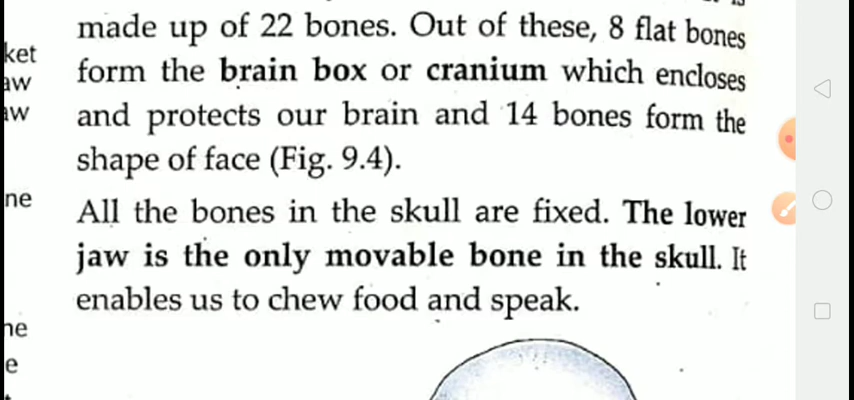 made up of 22 bones. Out of these, 8 flat bones
form the brain box or cranium which encloses
and protects our brain and 14 bones form the
shape of face (Fig. 9.4).
All the bones in the skull are fixed. The lower
jaw is the only movable bone in the skull. It
enables us to chew food and speak.